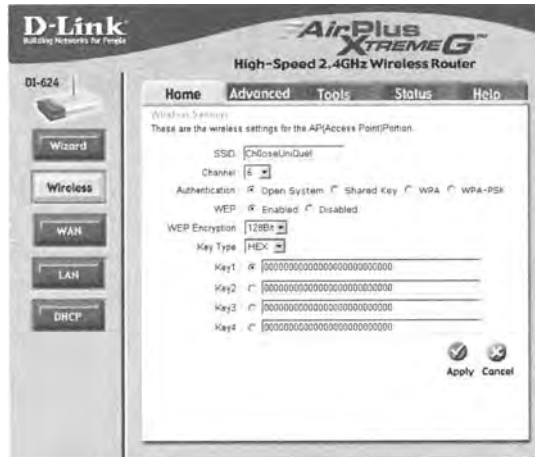 D-Link
Building Networks for People
AirPlus
XTREME G™
High-Speed 2.4GHz Wireless Router
DI-624
Home Advanced Tools Status Help
Wireless Settings
These are the wireless settings for the AP(Access Point)Portion.
Wizard
Wireless
WAN
LAN
DHCP
SSID
Channel 6
Authentication Open System Shared Key WPA WPA-PSK
WEP Enabled Disabled
WEP Encryption 128Bit
Key Type HEX
Key1 00000000000000000000000000
Key2 00000000000000000000000000
Key3 00000000000000000000000000
Key4 00000000000000000000000000
Apply Cancel